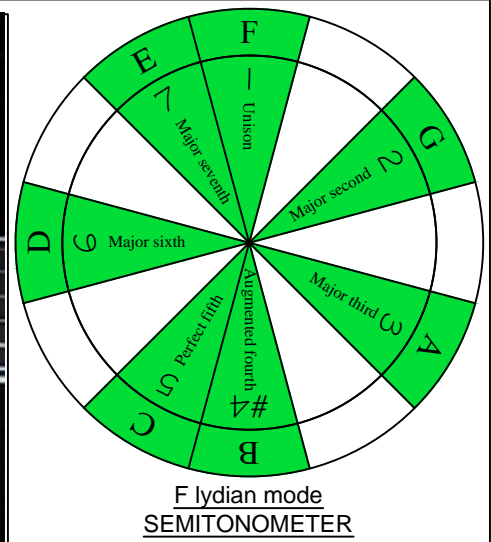 F
1 Unison
G
2 Major second
A
3 Major third
B
#4 Augmented fourth
C
5 Perfect fifth
D
6 Major sixth
E
7 Major seventh
F lydian mode
SEMITONOMETER